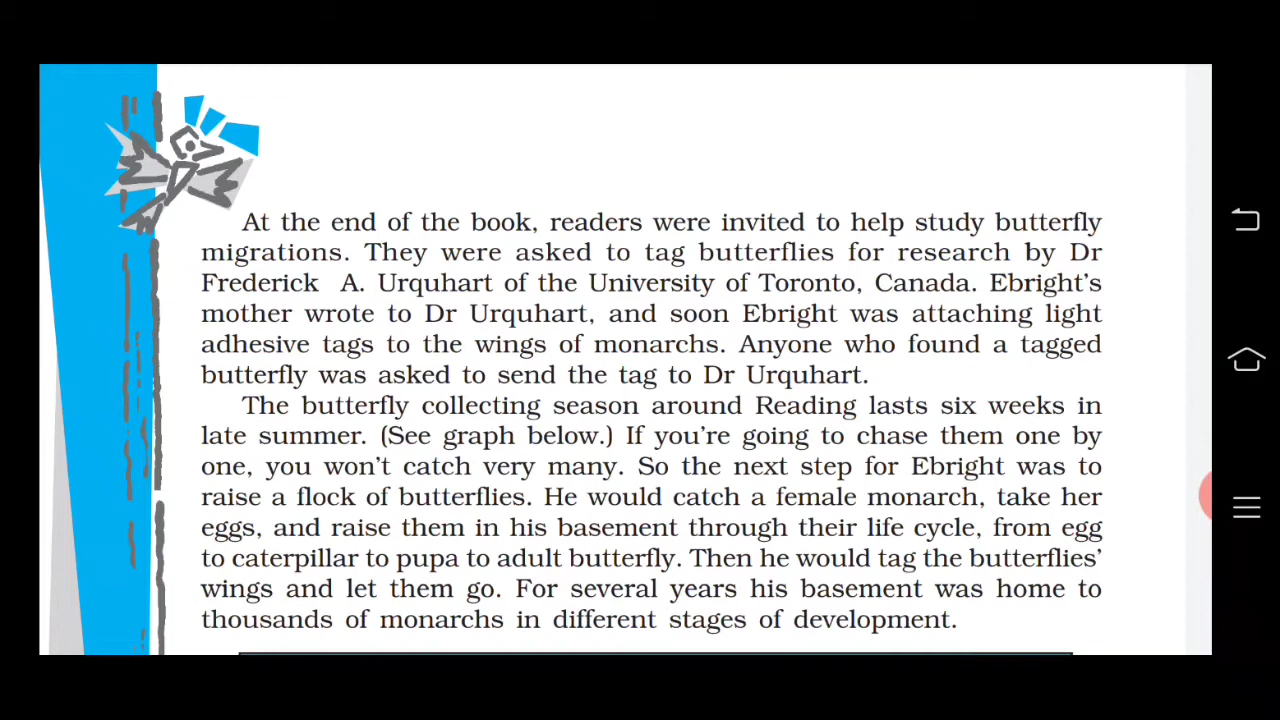 At the end of the book, readers were invited to help study butterfly
migrations. They were asked to tag butterflies for research by Dr
Frederick A. Urquhart of the University of Toronto, Canada. Ebright’s
mother wrote to Dr Urquhart, and soon Ebright was attaching light
adhesive tags to the wings of monarchs. Anyone who found a tagged
butterfly was asked to send the tag to Dr Urquhart.
The butterfly collecting season around Reading lasts six weeks in
late summer. (See graph below.) If you’re going to chase them one by
one, you won’t catch very many. So the next step for Ebright was to
raise a flock of butterflies. He would catch a female monarch, take her
eggs, and raise them in his basement through their life cycle, from egg
to caterpillar to pupa to adult butterfly. Then he would tag the butterflies’
wings and let them go. For several years his basement was home to
thousands of monarchs in different stages of development.